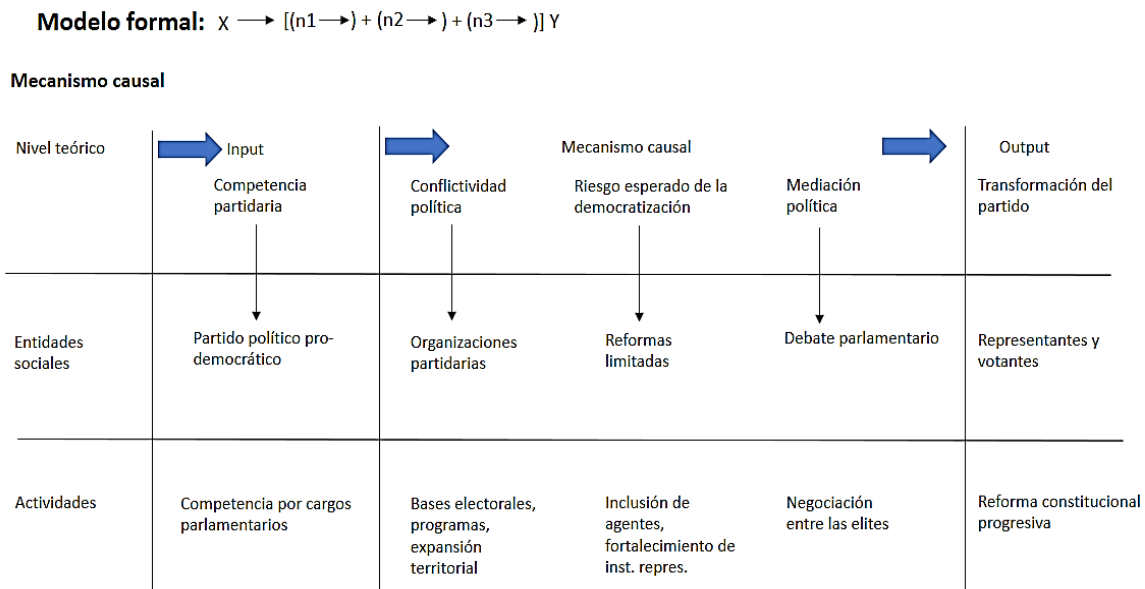 Modelo formal: X → [(n1→) + (n2→ ) + (n3→ )] Y
Mecanismo causal
Nivel teórico
Input
Mecanismo causal
Output
Competencia
partidaria
Conflictividad
política
Riesgo esperado de la
democratización
Mediación
política
Transformación del
partido
Entidades
sociales
Partido político pro-
democrático
Organizaciones
partidarias
Reformas
limitadas
Debate parlamentario
Representantes y
votantes
Actividades
Competencia por cargos
parlamentarios
Bases electorales,
programas,
expansión
territorial
Inclusión de
agentes,
fortalecimiento de
inst. repres.
Negociación
entre las elites
Reforma constitucional
progresiva